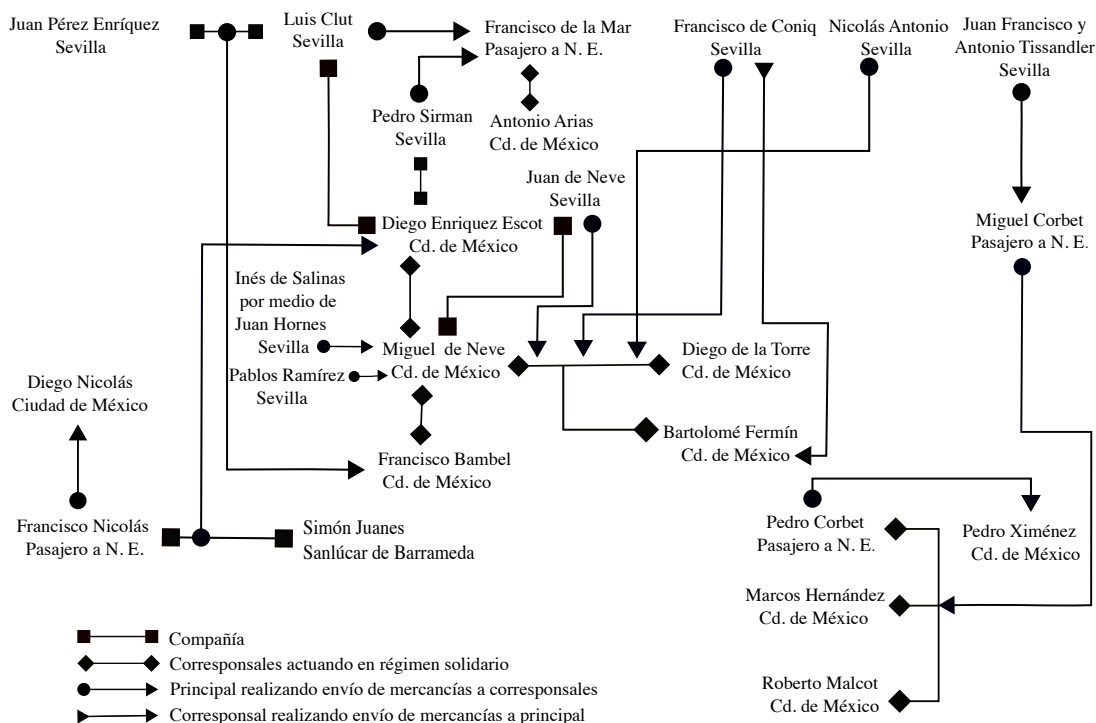 Juan Pérez Enríquez
Sevilla
Luis Clut
Sevilla
Francisco de la Mar
Pasajero a N. E.
Francisco de Coniq
Sevilla
Nicolás Antonio
Sevilla
Juan Francisco y
Antonio Tissandler
Sevilla
Pedro Sirman
Sevilla
Antonio Arias
Cd. de México
Juan de Neve
Sevilla
Miguel Corbet
Pasajero a N. E.
Diego Enriquez Escot
Cd. de México
Inés de Salinas
por medio de
Juan Hornes
Sevilla
Miguel de Neve
Cd. de México
Diego de la Torre
Cd. de México
Pablos Ramírez
Sevilla
Diego Nicolás
Ciudad de México
Bartolomé Fermín
Cd. de México
Francisco Bambel
Cd. de México
Francisco Nicolás
Pasajero a N. E.
Simón Juanes
Sanlúcar de Barrameda
Pedro Corbet
Pasajero a N. E.
Pedro Ximénez
Cd. de México
Marcos Hernández
Cd. de México
Roberto Malcot
Cd. de México
Compañía
Corresponsales actuando en régimen solidario
Principal realizando envío de mercancías a corresponsales
Corresponsal realizando envío de mercancías a principal